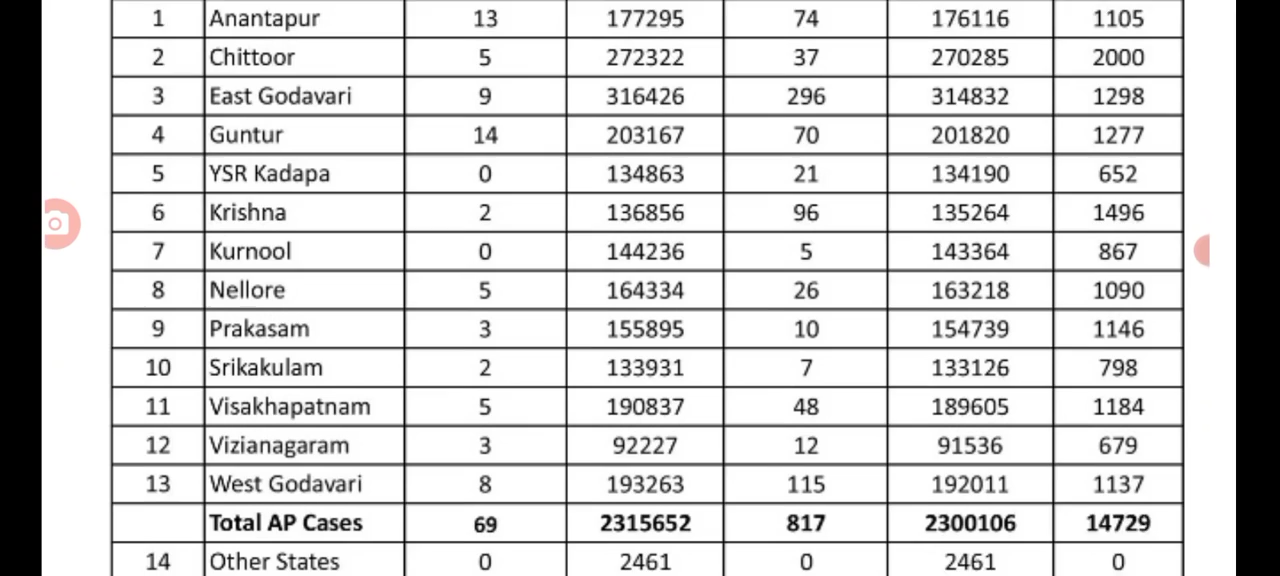 1 Anantapur 13 177295 74 176116 1105
2 Chittoor 5 272322 37 270285 2000
3 East Godavari 9 316426 296 314832 1298
4 Guntur 14 203167 70 201820 1277
5 YSR Kadapa 0 134863 21 134190 652
6 Krishna 2 136856 96 135264 1496
7 Kurnool 0 144236 5 143364 867
8 Nellore 5 164334 26 163218 1090
9 Prakasam 3 155895 10 154739 1146
10 Srikakulam 2 133931 7 133126 798
11 Visakhapatnam 5 190837 48 189605 1184
12 Vizianagaram 3 92227 12 91536 679
13 West Godavari 8 193263 115 192011 1137
Total AP Cases 69 2315652 817 2300106 14729
14 Other States 0 2461 0 2461 0